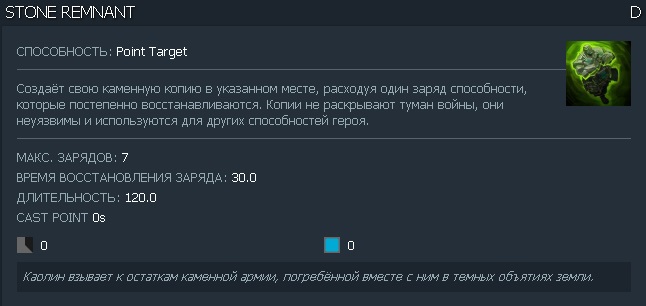 STONE REMNANT D
СПОСОБНОСТЬ: Point Target
Создаёт свою каменную копию в указанном месте, расходуя один заряд способности,
которые постепенно восстанавливаются. Копии не раскрывают туман войны, они
неуязвимы и используются для других способностей героя.
МАКС. ЗАРЯДОВ: 7
ВРЕМЯ ВОССТАНОВЛЕНИЯ ЗАРЯДА: 30.0
ДЛИТЕЛЬНОСТЬ: 120.0
CAST POINT 0s
0 0
Каолин взывает к остаткам каменной армии, погребённой вместе с ним в темных объятиях земли.